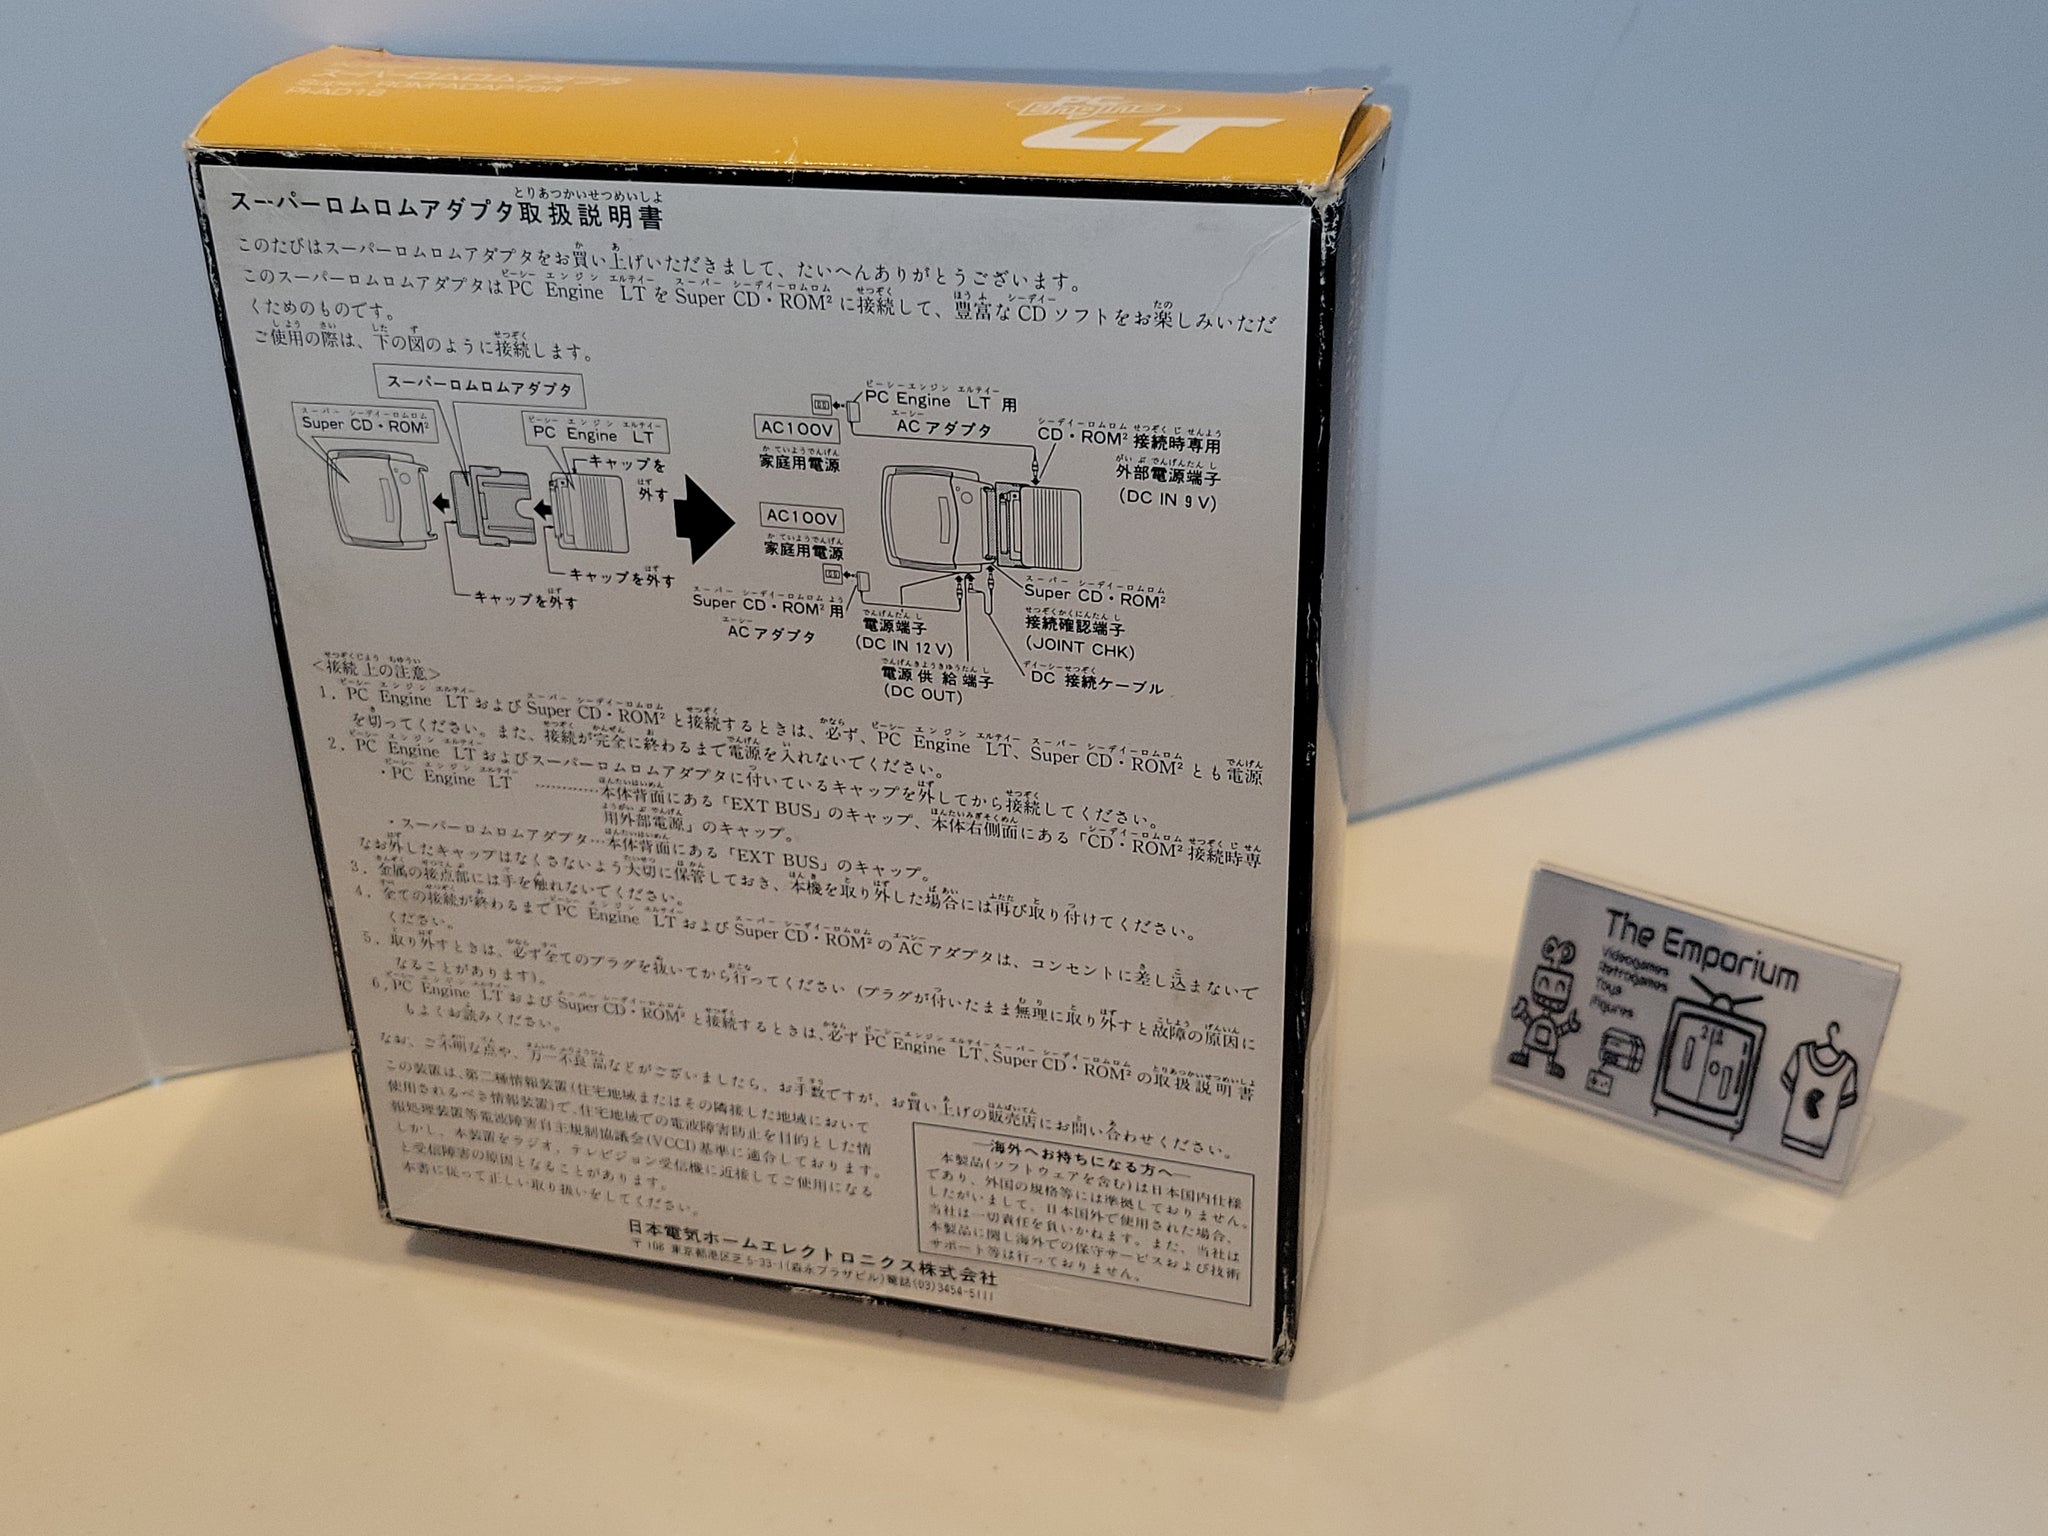 スーパーロムロムアダプタ
SUPER ROM² ADAPTOR
PI-AD18
PC Engine
LT
とりあつかいせつめいしょ
スーパーロムロムアダプタ取扱説明書
このたびはスーパーロムロムアダプタをお買い上げいただきまして、たいへんありがとうございます。
このスーパーロムロムアダプタはPC Engine LTをSuper CD・ROM²に接続して、豊富なCDソフトをお楽しみいただ
くためのものです。
ご使用の際は、下の図のように接続します。
スーパーロムロムアダプタ
Super CD・ROM²
PC Engine LT
キャップを
外す
キャップを外す
キャップを外す
PC Engine LT用
ACアダプタ
AC100V
家庭用電源
CD・ROM²接続時専用
外部電源端子
(DC IN 9V)
AC100V
家庭用電源
Super CD・ROM²用
ACアダプタ
電源端子
(DC IN 12V)
電源供給端子
(DC OUT)
Super CD・ROM²
接続確認端子
(JOINT CHK)
DC接続ケーブル
<接続上の注意>
1. PC Engine LTおよびSuper CD・ROM²と接続するときは、必ず、PC Engine LT、Super CD・ROM²とも電源
を切ってください。また、接続が完全に終わるまで電源を入れないでください。
2. PC Engine LTおよびスーパーロムロムアダプタに付いているキャップを外してから接続してください。
・PC Engine LT …………本体背面にある「EXT BUS」のキャップ、本体右側面にある「CD・ROM²接続時専
用外部電源」のキャップ。
・スーパーロムロムアダプタ…本体背面にある「EXT BUS」のキャップ。
なお外したキャップはなくさないよう大切に保管しておき、本機を取り外した場合には再び取り付けてください。
3. 金属の接点部には手を触れないでください。
4. 全ての接続が終わるまでPC Engine LTおよびSuper CD・ROM²のACアダプタは、コンセントに差し込まないで
ください。
5. 取り外すときは、必ず全てのプラグを抜いてから行ってください(プラグが付いたまま無理に取り外すと故障の原因に
なることがあります)。
6. PC Engine LTおよびSuper CD・ROM²と接続するときは、必ずPC Engine LT、Super CD・ROM²の取扱説明書
もよくお読みください。
なお、ご不明な点や、万一不良品などがございましたら、お手数ですが、お買い上げの販売店にお問い合わせください。
この装置は、第二種情報装置(住宅地域またはその隣接した地域において
使用されるべき情報装置)で、住宅地域での電波障害防止を目的とした情
報処理装置等電波障害自主規制協議会(VCCI)基準に適合しております。
しかし、本装置をラジオ、テレビジョン受信機に近接してご使用になる
と受信障害の原因となることがあります。
本書に従って正しい取り扱いをしてください。
―海外へお持ちになる方へ―
本製品(ソフトウェアを含む)は日本国内仕様
であり、外国の規格等には準拠しておりません。
したがいまして、日本国外で使用された場合、
当社は一切責任を負いかねます。また、当社は
本製品に関し海外での保守サービスおよび技術
サポート等は行っておりません。
日本電気ホームエレクトロニクス株式会社
〒108 東京都港区芝5-33-1(森永プラザビル)電話(03)3454-5111
The Emporium
Videogames
Retrogames
Toys
Figures